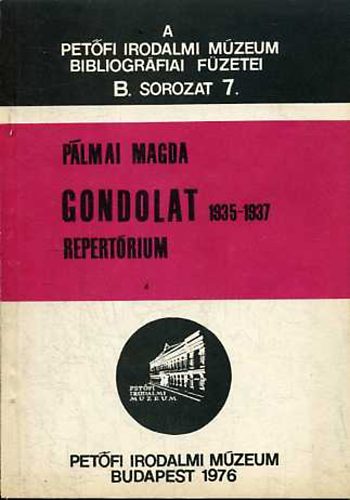 A
PETŐFI IRODALMI MÚZEUM
BIBLIOGRÁFIAI FÜZETEI
B. SOROZAT 7.
PÁLMAI MAGDA
GONDOLAT 1935-1937
REPERTÓRIUM
PETŐFI
IRODALMI
MÚZEUM
PETŐFI IRODALMI MÚZEUM
BUDAPEST 1976